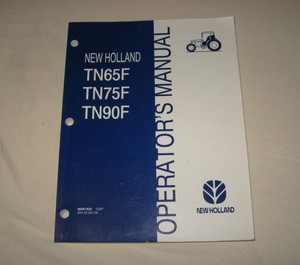 NEW HOLLAND
TN65F
TN75F
TN90F
OPERATOR'S MANUAL
NEW HOLLAND